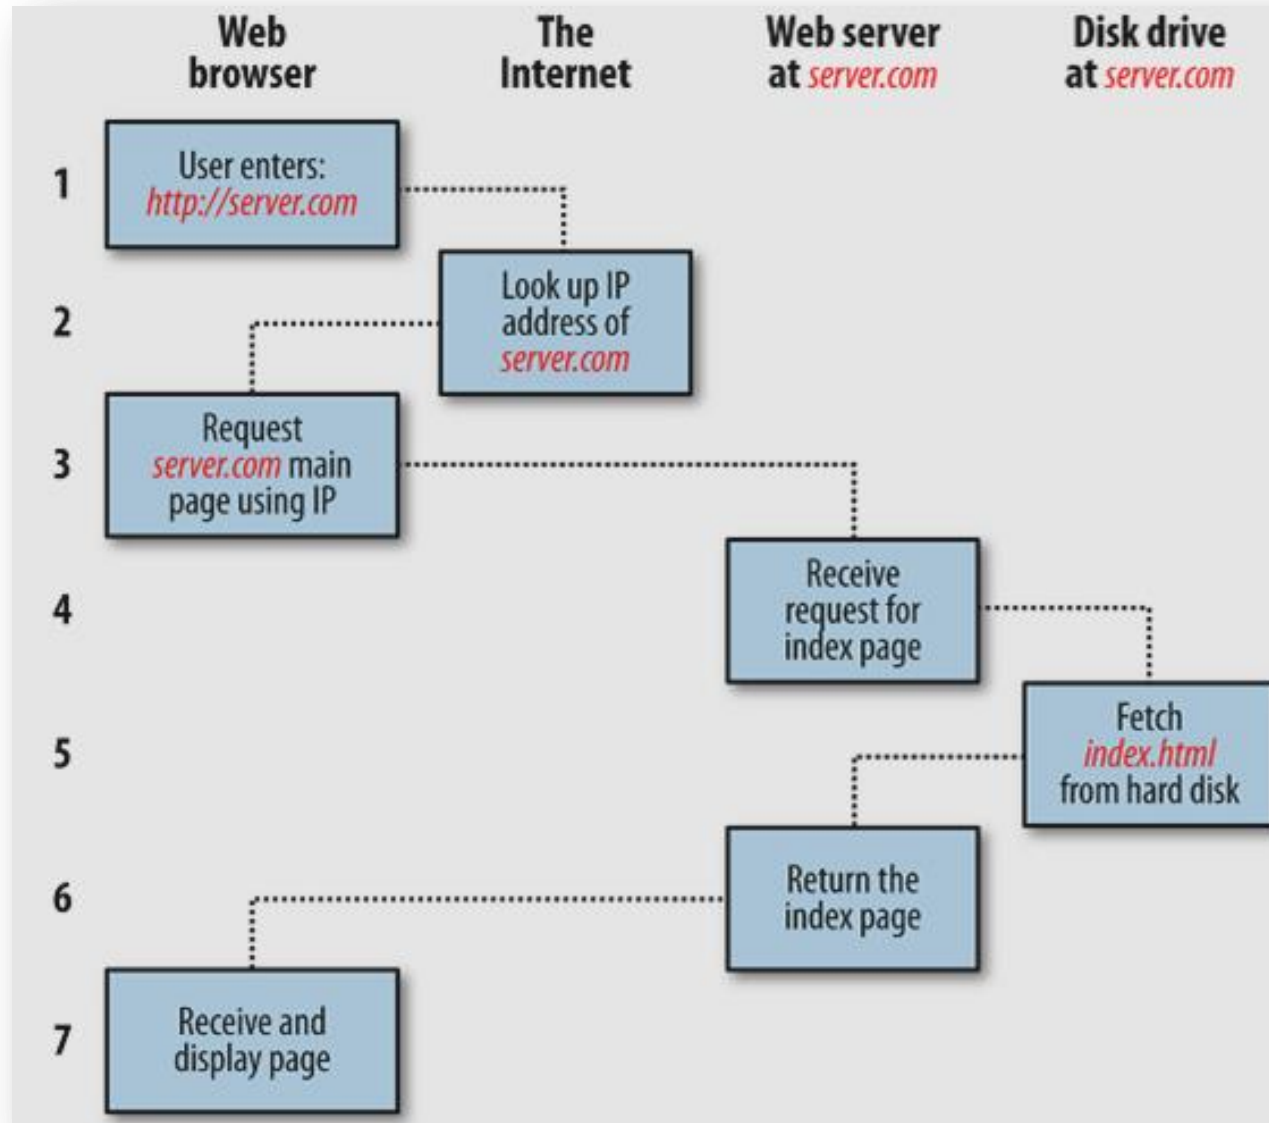 Web
browser
The
Internet
Web server
at server.com
Disk drive
at server.com
1
User enters:
http://server.com
2
Look up IP
address of
server.com
3
Request
server.com main
page using IP
4
Receive
request for
index page
5
Fetch
index.html
from hard disk
6
Return the
index page
7
Receive and
display page